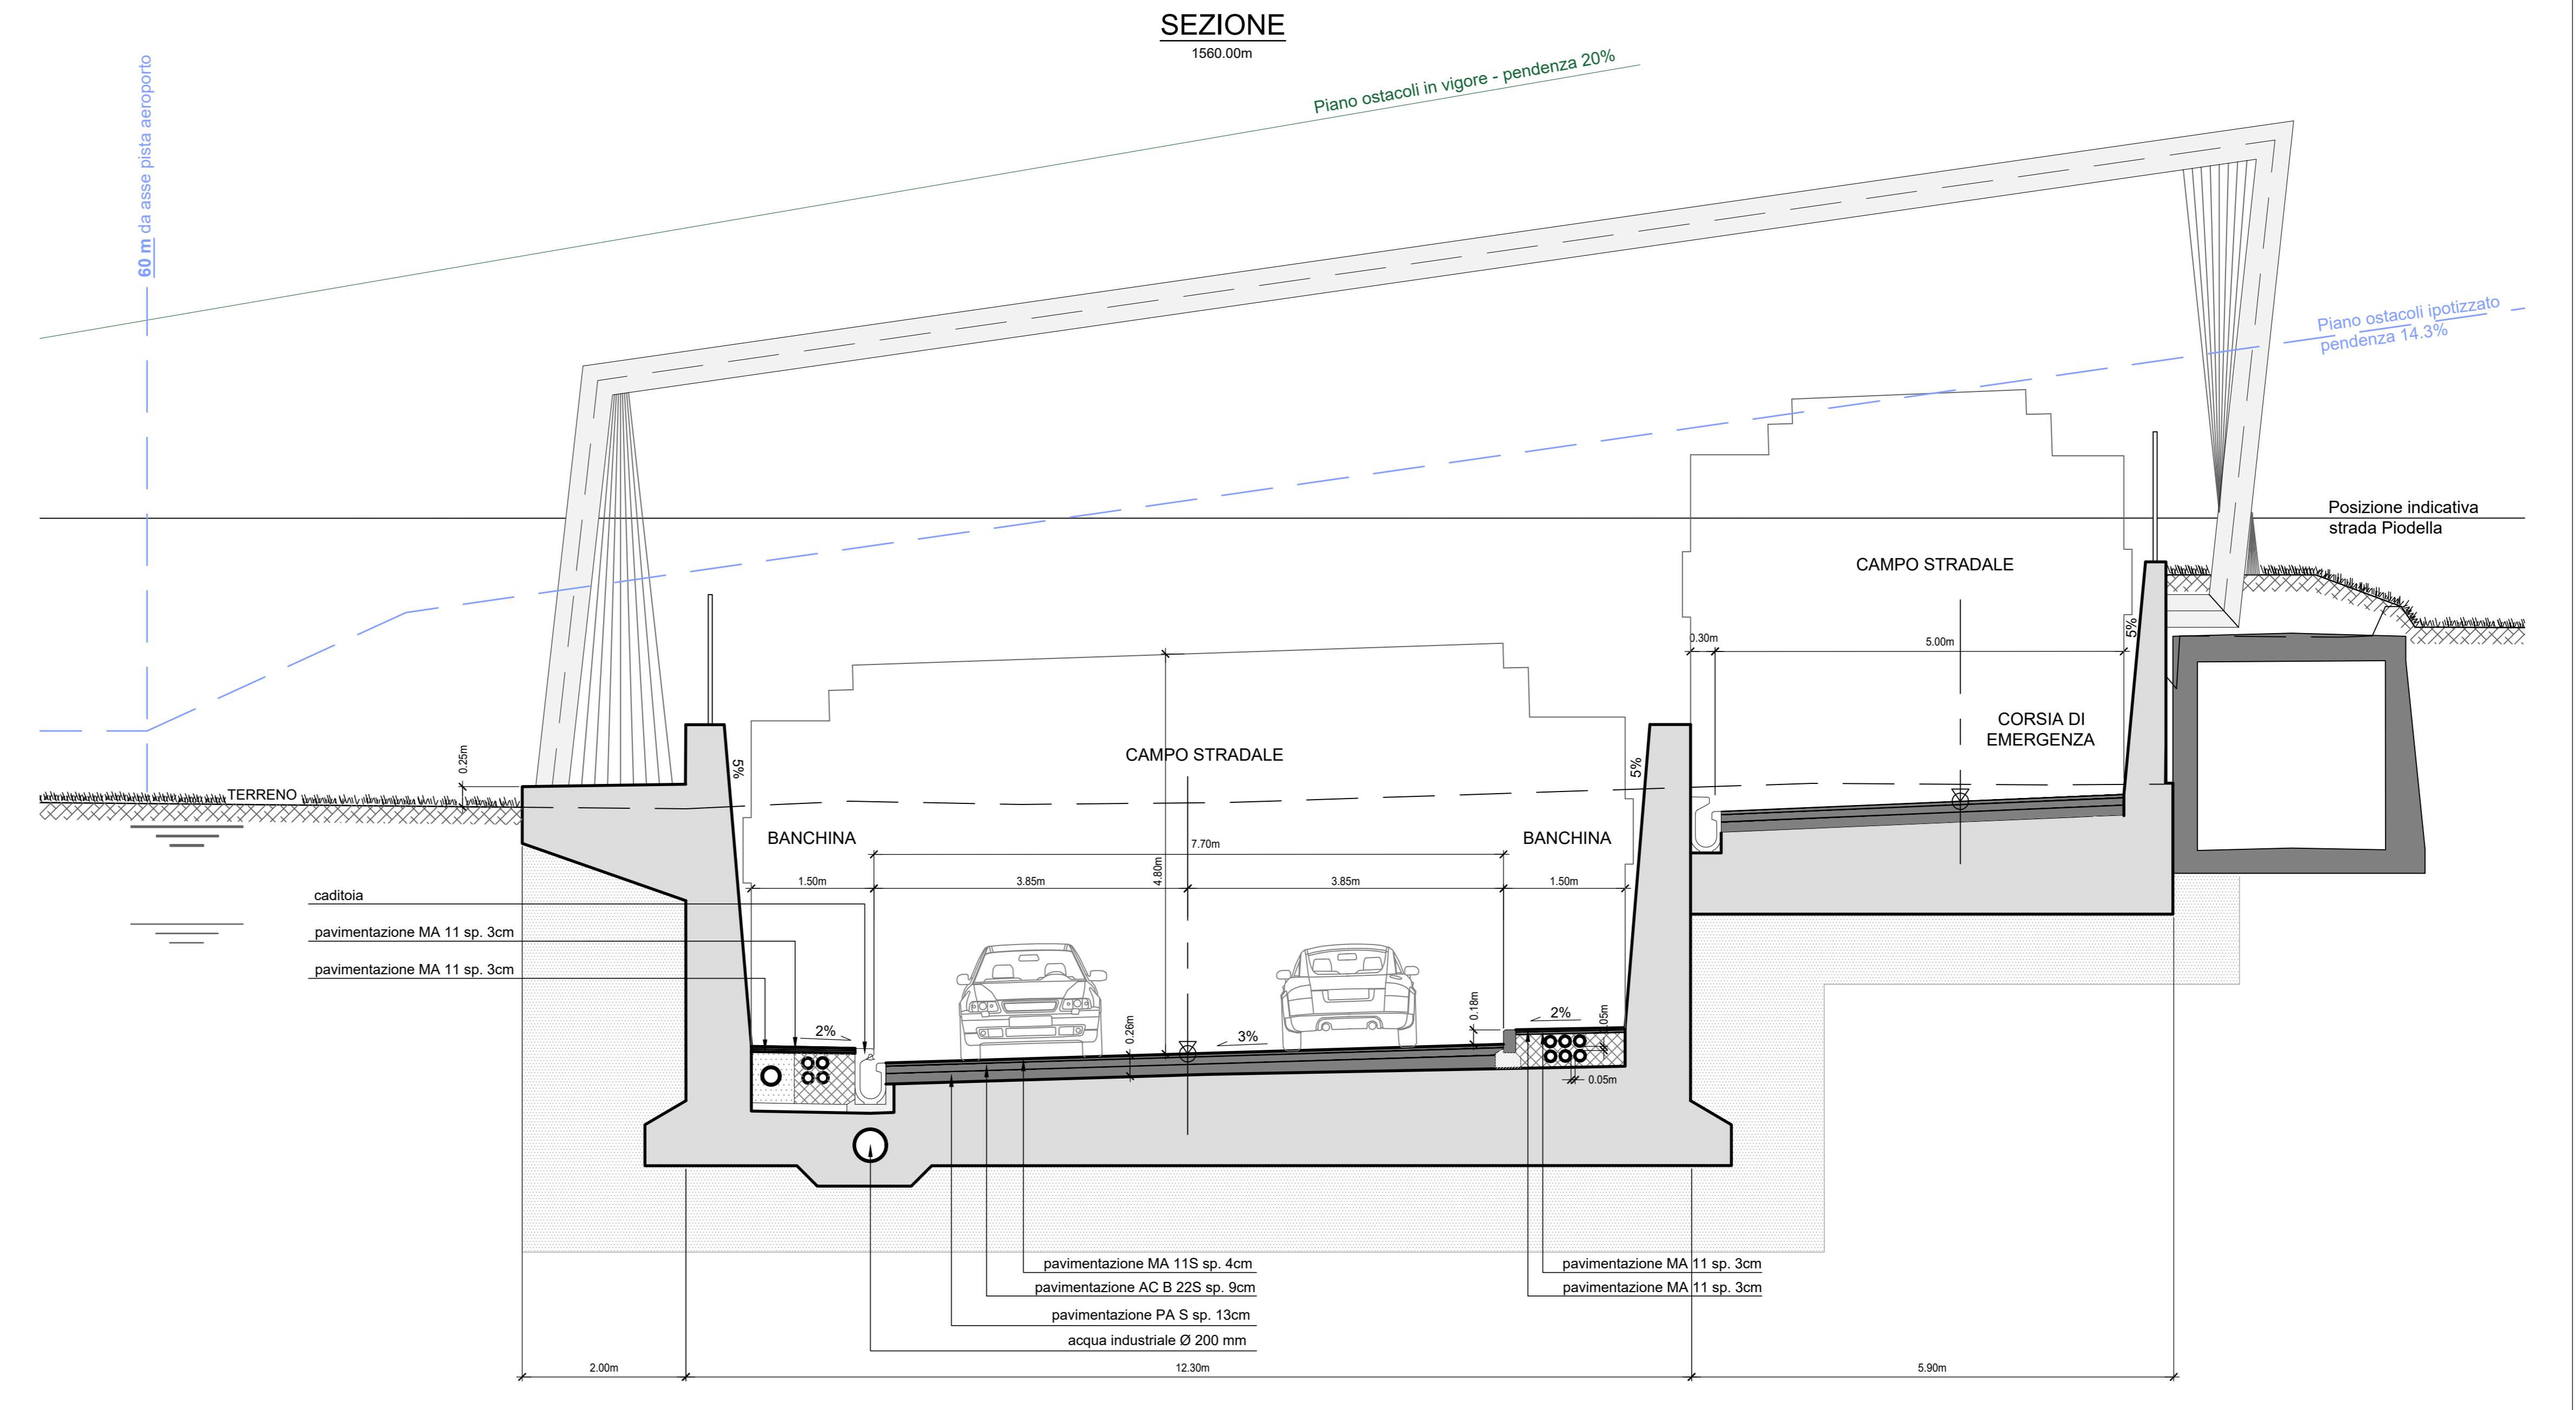 SEZIONE
1560.00m
Piano ostacoli in vigore - pendenza 20%
60 m da asse pista aeroporto
Piano ostacoli ipotizzato
pendenza 14.3%
Posizione indicativa
strada Piodella
CAMPO STRADALE
0.30m
5.00m
5%
CORSIA DI
EMERGENZA
0.25m
TERRENO
5%
CAMPO STRADALE
5%
BANCHINA
BANCHINA
7.70m
4.80m
1.50m
3.85m
3.85m
1.50m
caditoia
pavimentazione MA 11 sp. 3cm
pavimentazione MA 11 sp. 3cm
2%
0.26m
3%
0.18m
2%
0.05m
0.05m
pavimentazione MA 11S sp. 4cm
pavimentazione AC B 22S sp. 9cm
pavimentazione PA S sp. 13cm
acqua industriale Ø 200 mm
pavimentazione MA 11 sp. 3cm
pavimentazione MA 11 sp. 3cm
2.00m
12.30m
5.90m